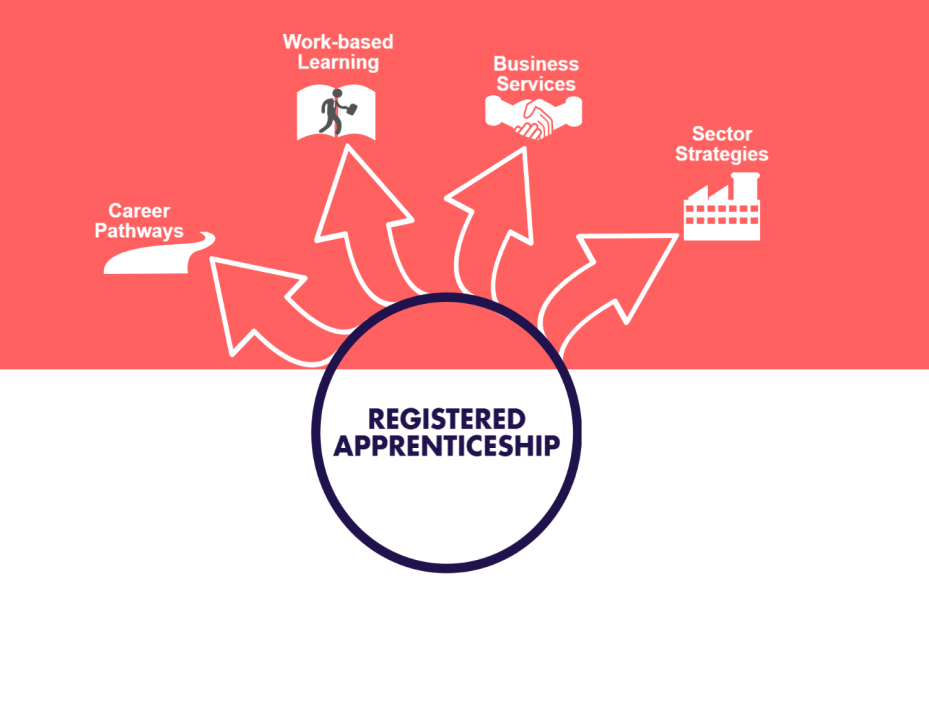 Work-based
Learning
Business
Services
Sector
Strategies
Career
Pathways
REGISTERED
APPRENTICESHIP